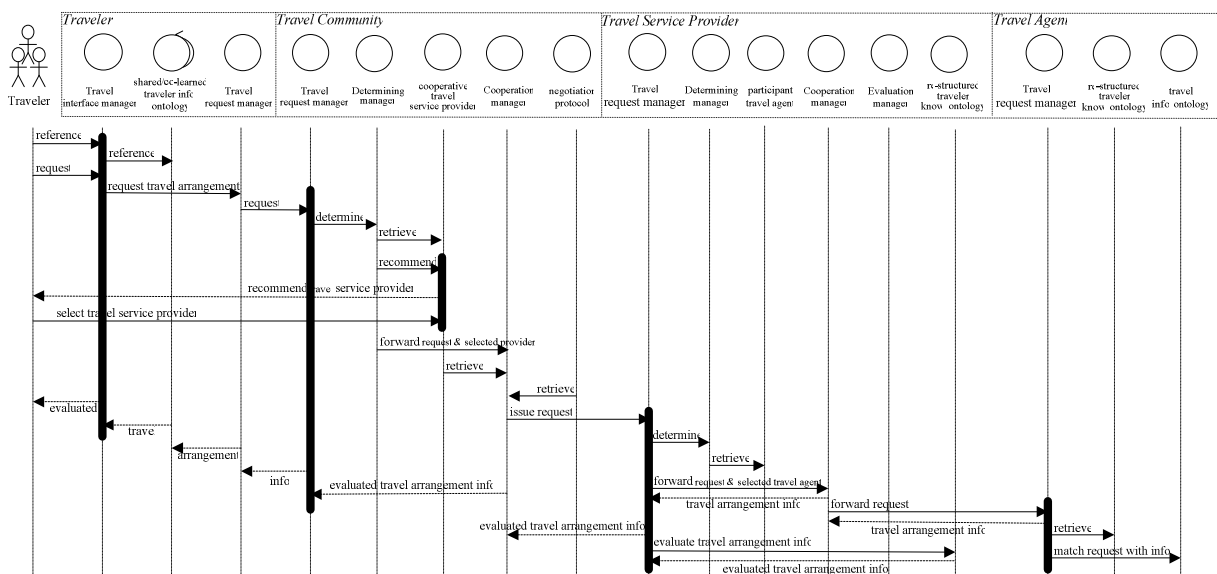 Traveler
Travel Community
Travel Service Provider
Travel Agent
Traveler
Travel
interface manager
shared/co-learned
traveler info
ontology
Travel
request manager
Travel
request manager
Determining
manager
cooperative
travel
service provider
Cooperation
manager
negotiation
protocol
Travel
request manager
Determining
manager
participant
travel agent
Cooperation
manager
Evaluation
manager
re-structured
traveler
know ontology
Travel
request manager
re-structured
traveler
know ontology
travel
info ontology
reference
reference
request
request travel arrangement
request
determine
retrieve
recommend
recommend travel service provider
select travel service provider
forward request & selected provider
retrieve
retrieve
evaluated
issue request
travel
determine
arrangement
retrieve
info
evaluated travel arrangement info
forward request & selected travel agent
travel arrangement info
forward request
evaluated travel arrangement info
travel arrangement info
retrieve
evaluate travel arrangement info
match request with info
evaluated travel arrangement info